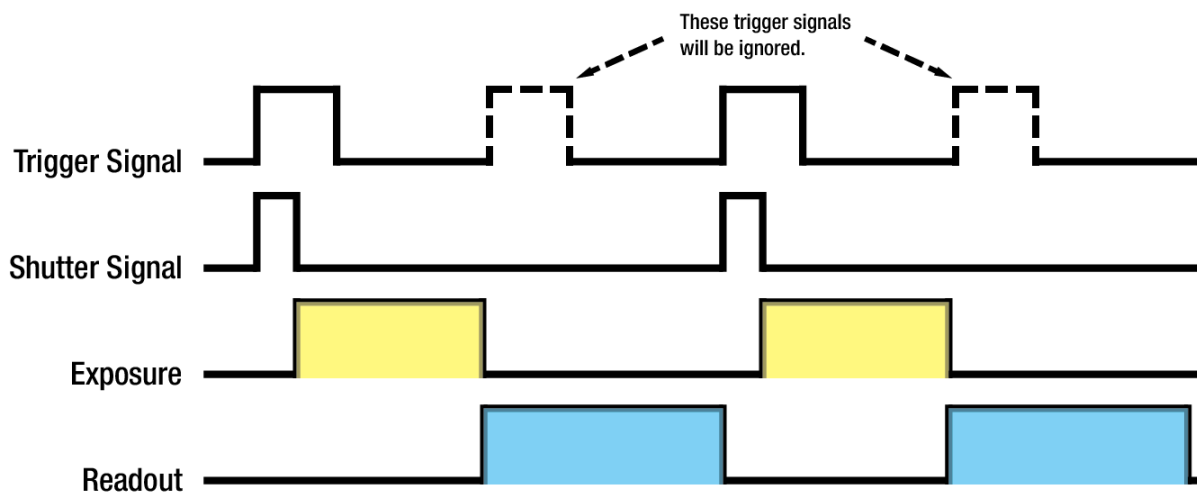 These trigger signals
will be ignored.
Trigger Signal
Shutter Signal
Exposure
Readout